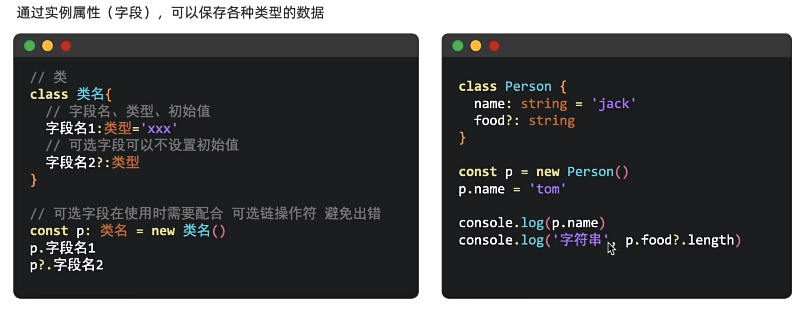 通过实例属性（字段），可以保存各种类型的数据
// 类
class 类名{
// 字段名、类型、初始值
字段名1:类型='xxx'
// 可选字段可以不设置初始值
字段名2?:类型
}
// 可选字段在使用时需要配合 可选链操作符 避免出错
const p: 类名 = new 类名()
p.字段名1
p?.字段名2
class Person {
name: string = 'jack'
food?: string
}
const p = new Person()
p.name = 'tom'
console.log(p.name)
console.log('字符串', p.food?.length)